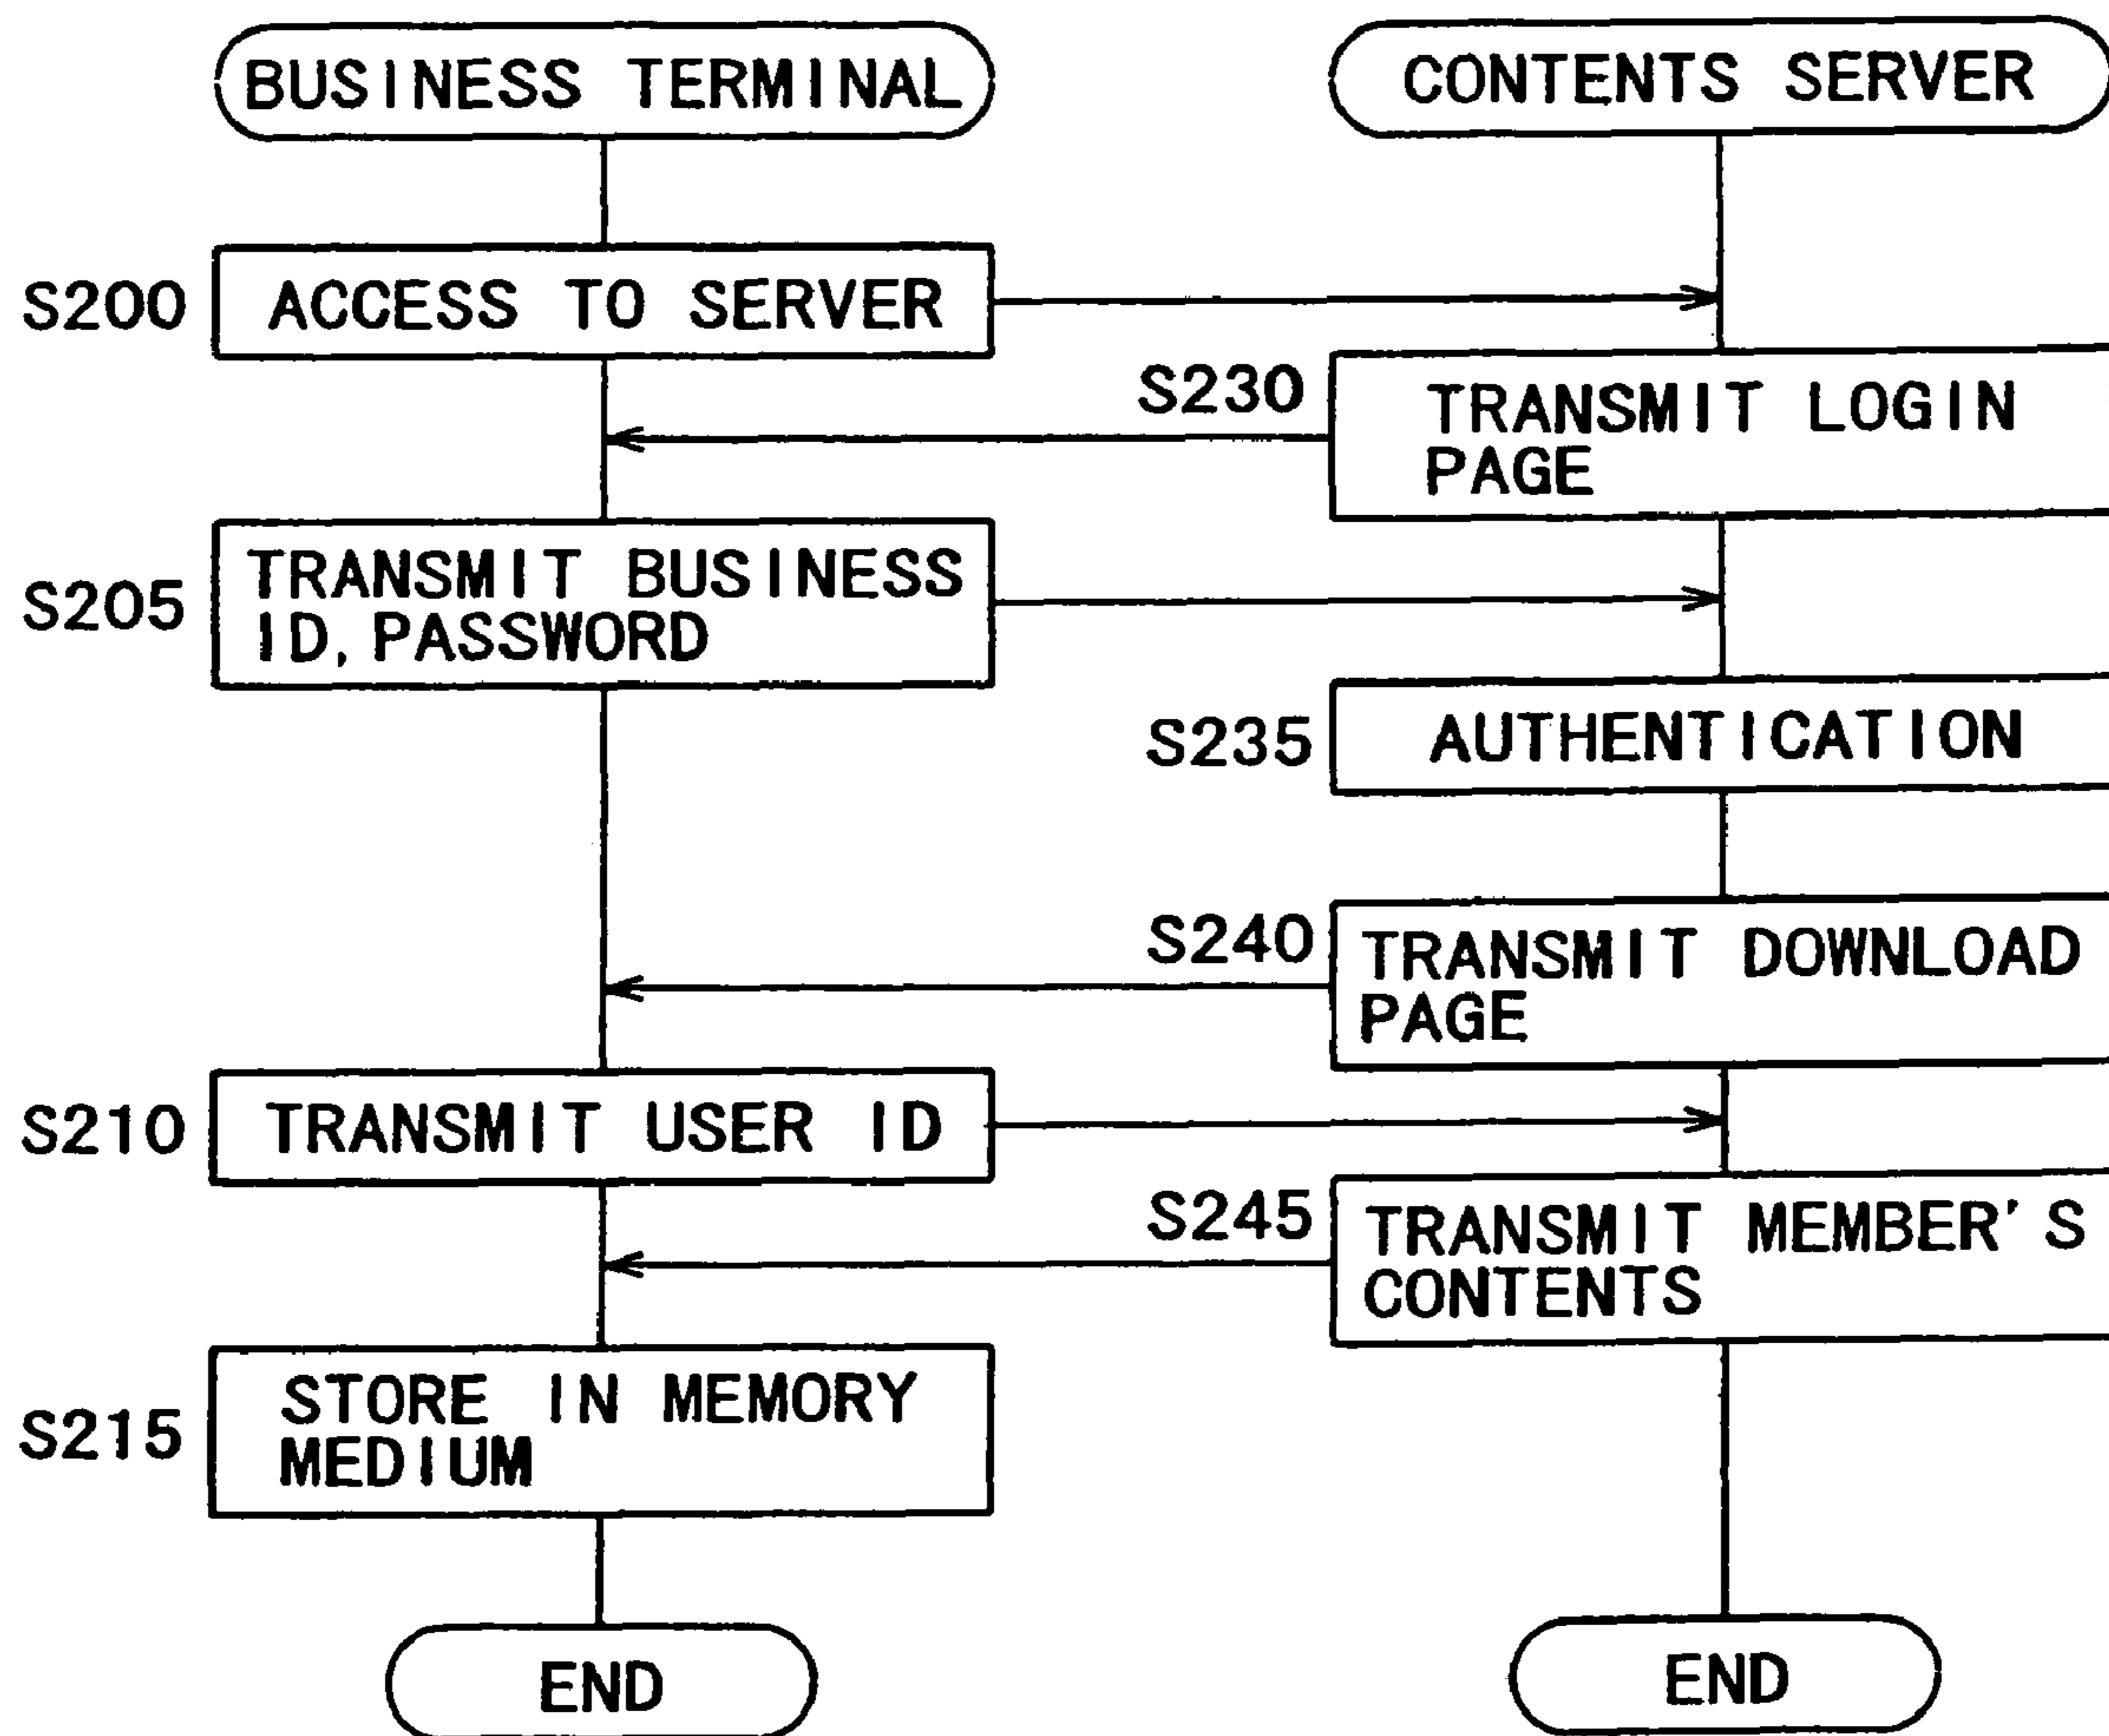 BUSINESS TERMINAL
CONTENTS SERVER
S200
ACCESS TO SERVER
S230
TRANSMIT LOGIN
PAGE
S205
TRANSMIT BUSINESS
ID, PASSWORD
S235
AUTHENTICATION
S240
TRANSMIT DOWNLOAD
PAGE
S210
TRANSMIT USER ID
S245
TRANSMIT MEMBER'S
CONTENTS
S215
STORE IN MEMORY
MEDIUM
END
END